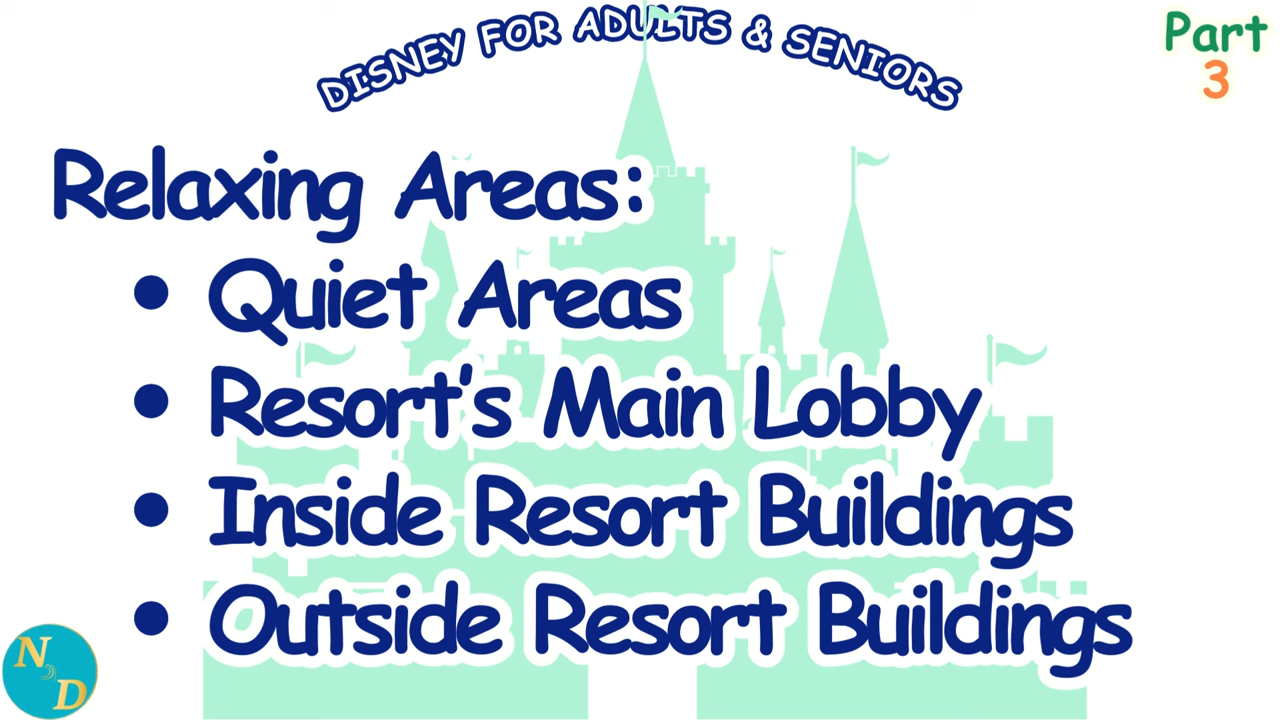 DISNEY FOR ADULTS & SENIORS
Part
3
Relaxing Areas:
• Quiet Areas
• Resort's Main Lobby
• Inside Resort Buildings
• Outside Resort Buildings
N
D